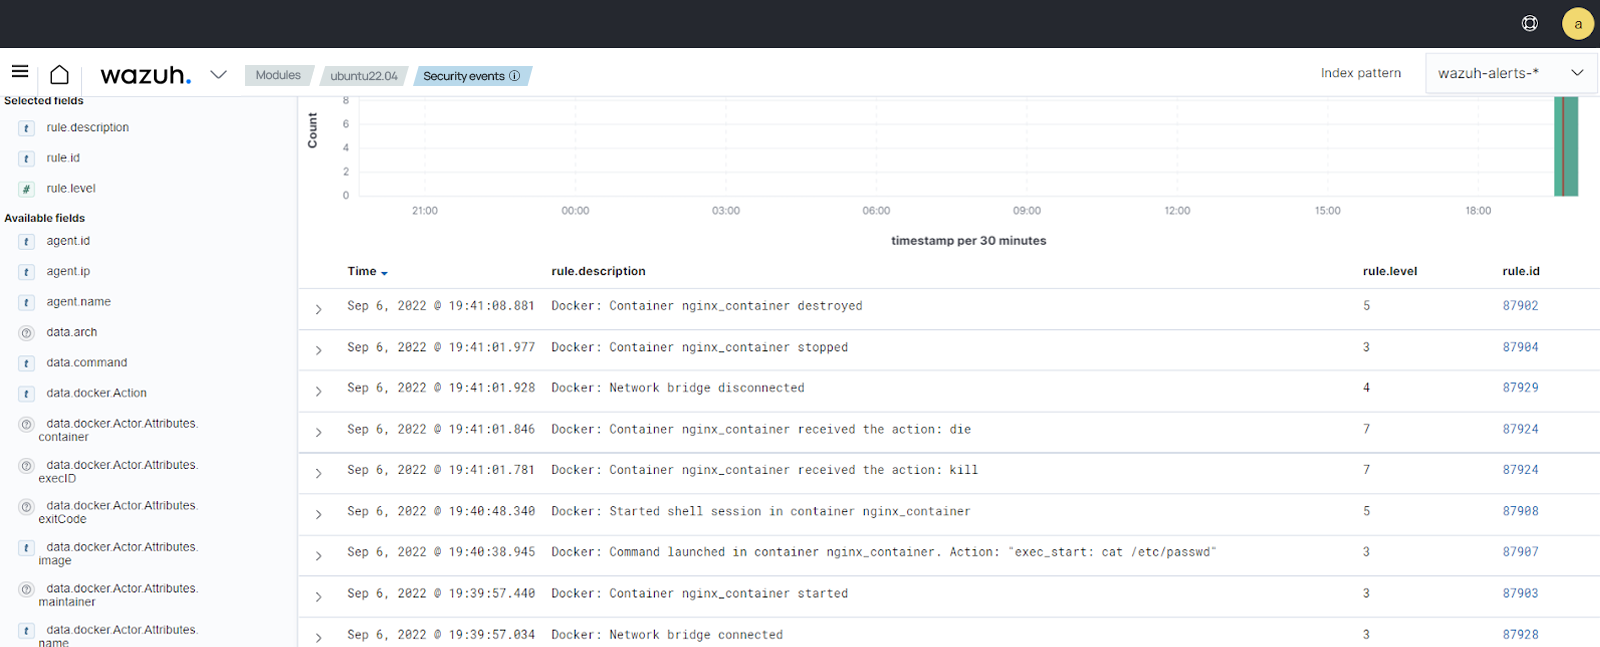 a
wazuh.
Modules
ubuntu22.04
Security events
Index pattern
wazuh-alerts-*
Selected fields
t rule.description
t rule.id
# rule.level
Available fields
t agent.id
t agent.ip
t agent.name
? data.arch
t data.command
t data.docker.Action
? data.docker.Actor.Attributes.
container
? data.docker.Actor.Attributes.
execID
? data.docker.Actor.Attributes.
exitCode
t data.docker.Actor.Attributes.
image
? data.docker.Actor.Attributes.
maintainer
t data.docker.Actor.Attributes.
name
Count
8
6
4
2
0
21:00 00:00 03:00 06:00 09:00 12:00 15:00 18:00
timestamp per 30 minutes
Time rule.description rule.level rule.id
Sep 6, 2022 @ 19:41:08.881 Docker: Container nginx_container destroyed 5 87902
Sep 6, 2022 @ 19:41:01.977 Docker: Container nginx_container stopped 3 87904
Sep 6, 2022 @ 19:41:01.928 Docker: Network bridge disconnected 4 87929
Sep 6, 2022 @ 19:41:01.846 Docker: Container nginx_container received the action: die 7 87924
Sep 6, 2022 @ 19:41:01.781 Docker: Container nginx_container received the action: kill 7 87924
Sep 6, 2022 @ 19:40:48.340 Docker: Started shell session in container nginx_container 5 87908
Sep 6, 2022 @ 19:40:38.945 Docker: Command launched in container nginx_container. Action: "exec_start: cat /etc/passwd" 3 87907
Sep 6, 2022 @ 19:39:57.440 Docker: Container nginx_container started 3 87903
Sep 6, 2022 @ 19:39:57.034 Docker: Network bridge connected 3 87928